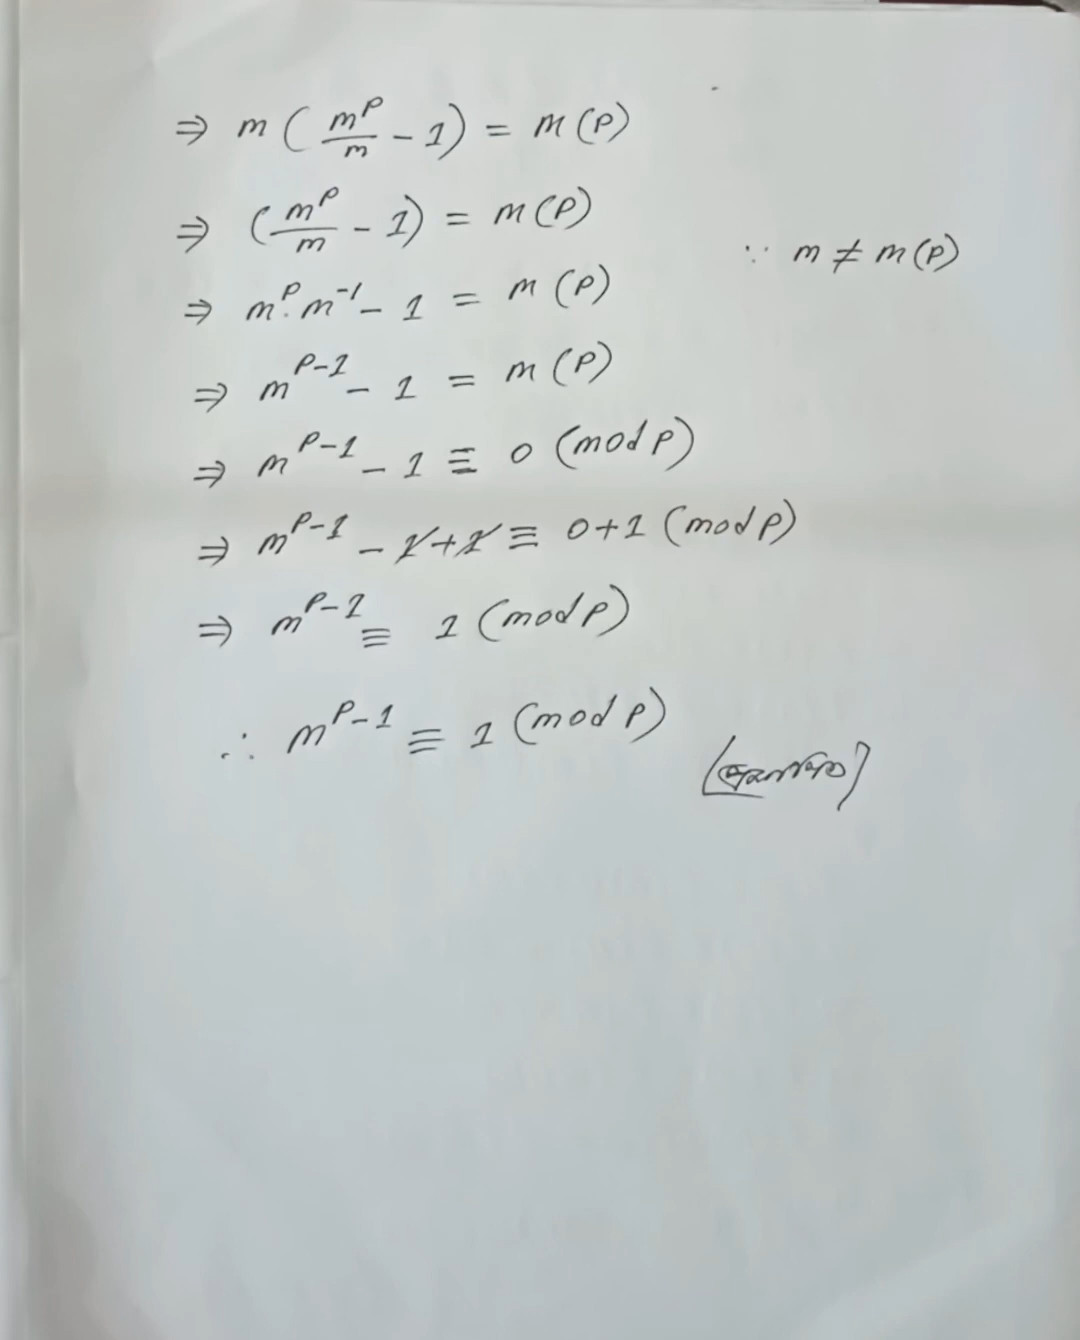 ⇒ m(m^p/m - 1) = m(p)
⇒ (m^p/m - 1) = m(p) ∵ m ≠ m(p)
⇒ m^p. m^-1 - 1 = m(p)
⇒ m^p-1 - 1 = m(p)
⇒ m^p-1 - 1 ≡ 0 (mod p)
⇒ m^p-1 - 1 + 1 ≡ 0+1 (mod p)
⇒ m^p-1 ≡ 1 (mod p)
∴ m^p-1 ≡ 1 (mod p)